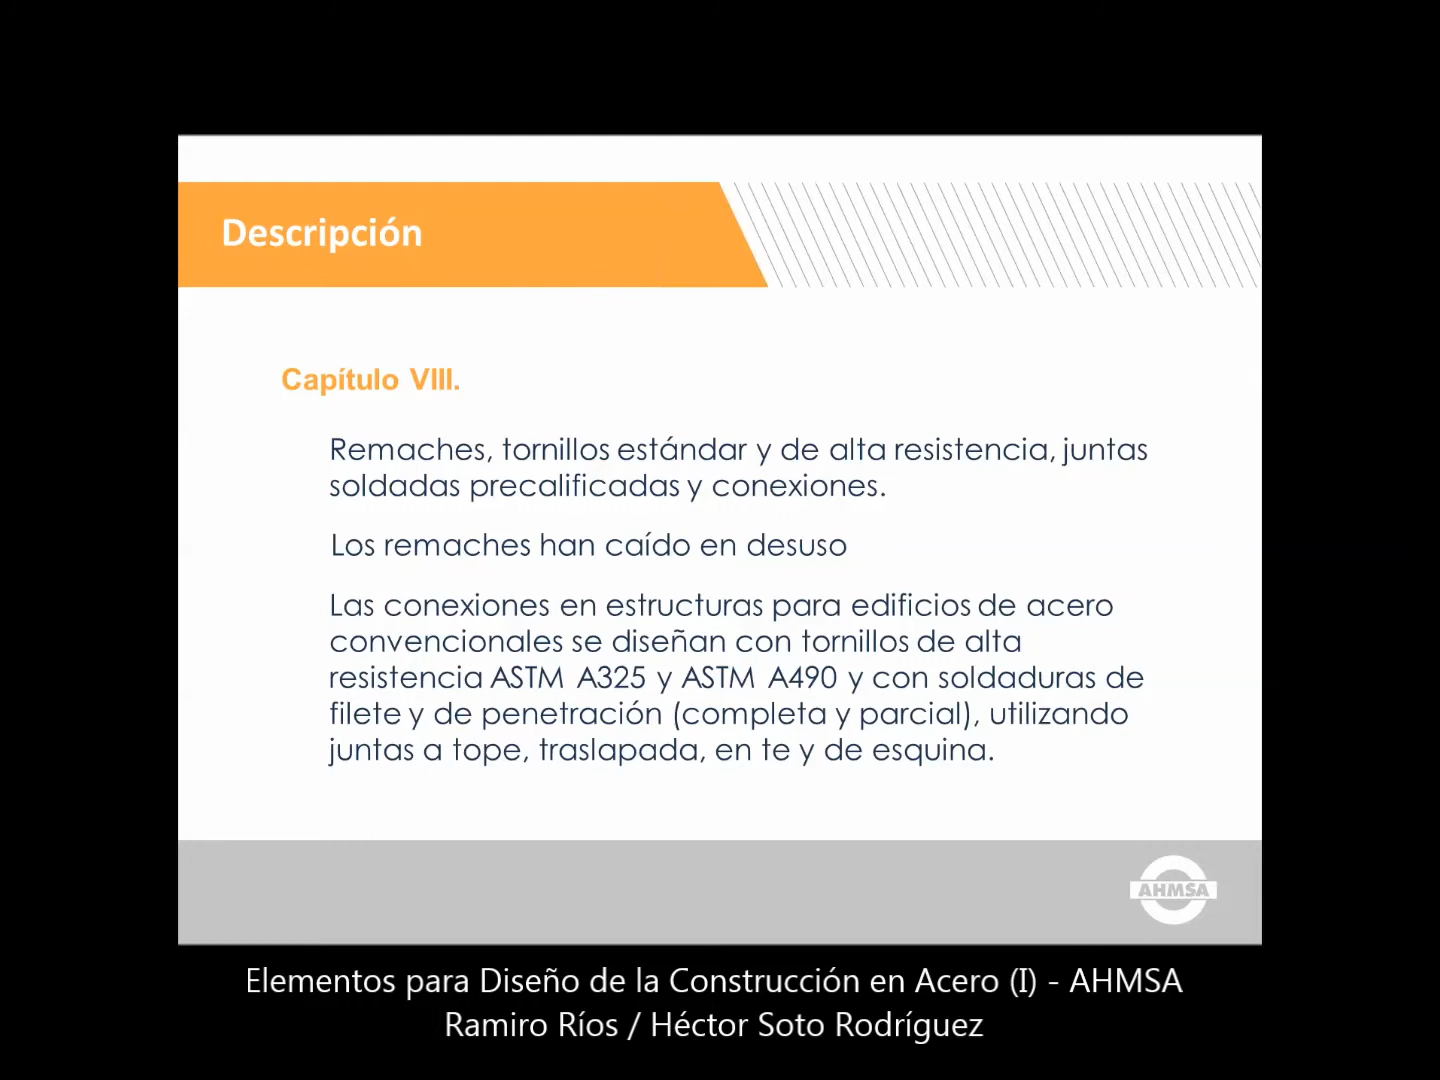 Descripción
Capítulo VIII.
Remaches, tornillos estándar y de alta resistencia, juntas
soldadas precalificadas y conexiones.
Los remaches han caído en desuso
Las conexiones en estructuras para edificios de acero
convencionales se diseñan con tornillos de alta
resistencia ASTM A325 y ASTM A490 y con soldaduras de
filete y de penetración (completa y parcial), utilizando
juntas a tope, traslapada, en te y de esquina.
AHMSA
Elementos para Diseño de la Construcción en Acero (I) - AHMSA
Ramiro Ríos / Héctor Soto Rodríguez